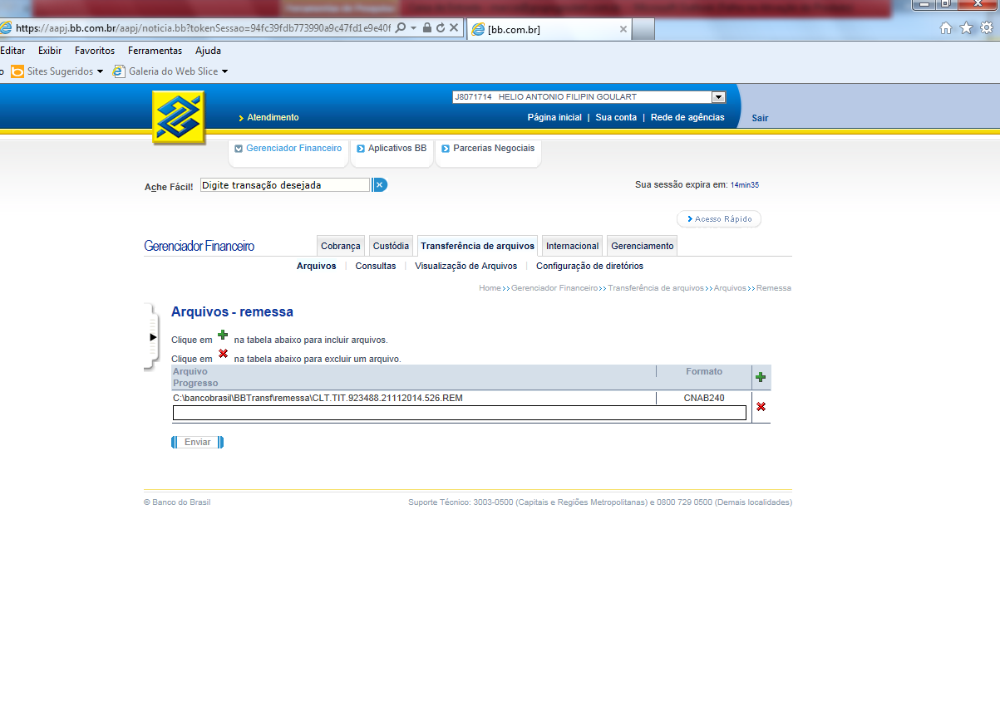 https://aapj.bb.com.br/aapj/noticia.bb?tokenSessao=94fc39fdb773990a9c47fd1e9e40f
[bb.com.br]
Editar Exibir Favoritos Ferramentas Ajuda
o Sites Sugeridos Galeria do Web Slice
J8071714 HELIO ANTONIO FILIPIN GOULART
Atendimento
Página inicial | Sua conta | Rede de agências
Sair
Gerenciador Financeiro Aplicativos BB Parcerias Negociais
Ache Fácil! Digite transação desejada
Sua sessão expira em: 14min35
Acesso Rápido
Gerenciador Financeiro
Cobrança Custódia Transferência de arquivos Internacional Gerenciamento
Arquivos | Consultas | Visualização de Arquivos | Configuração de diretórios
Home >> Gerenciador Financeiro >> Transferência de arquivos >> Arquivos >> Remessa
Arquivos - remessa
Clique em na tabela abaixo para incluir arquivos.
Clique em na tabela abaixo para excluir um arquivo.
Arquivo Formato
Progresso
C:\bancobrasil\BBTransf\remessa\CLT.TIT.923488.21112014.526.REM CNAB240
Enviar
© Banco do Brasil
Suporte Técnico: 3003-0500 (Capitais e Regiões Metropolitanas) e 0800 729 0500 (Demais localidades)